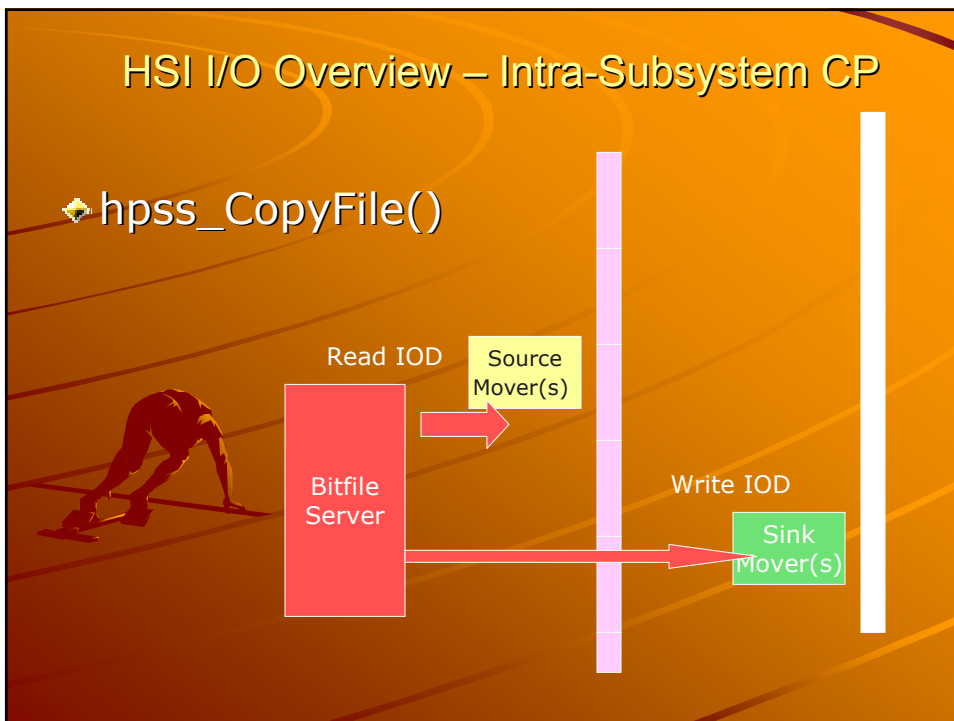 HSI I/O Overview – Intra-Subsystem CP
hpss_CopyFile()
Read IOD
Source
Mover(s)
Bitfile
Server
Write IOD
Sink
Mover(s)